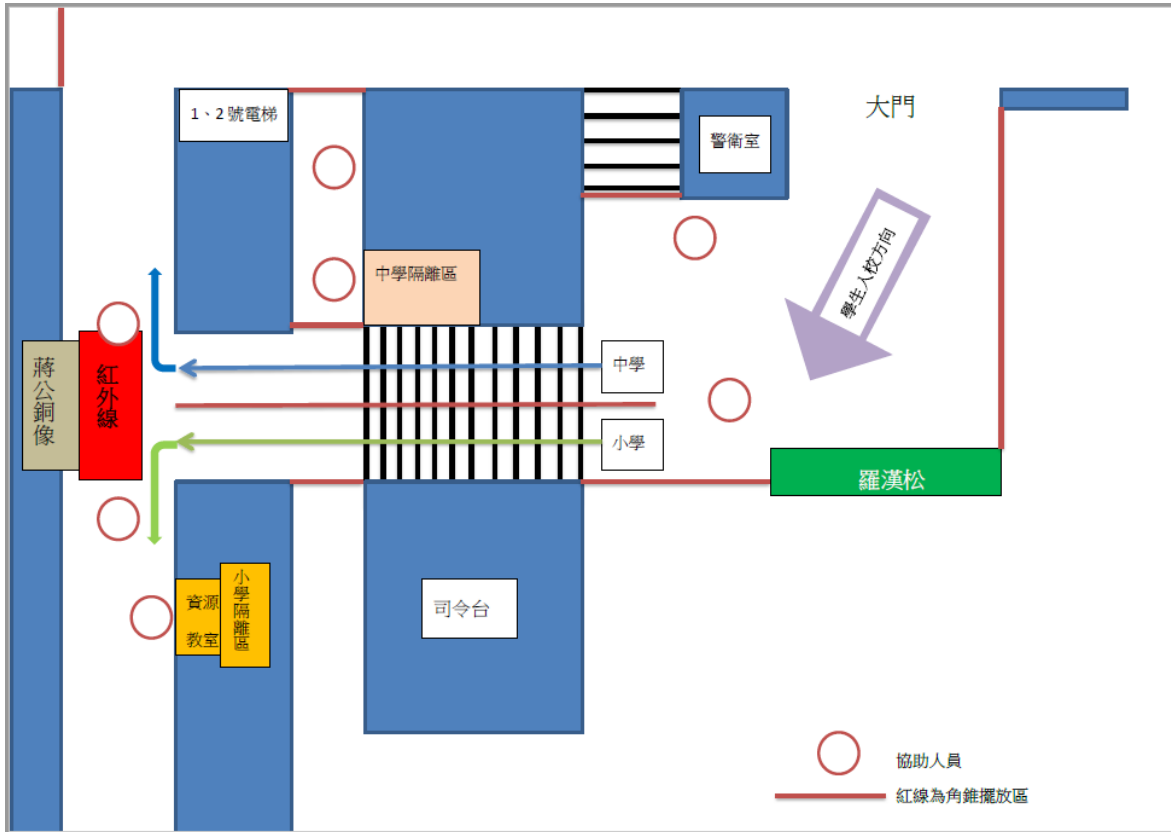 大門
1、2 號電梯
警衛室
學生入校方向
中學隔離區
中學
蔣公銅像
紅外線
小學
羅漢松
小學隔離區
資源
教室
司令台
協助人員
紅線為角錐擺放區